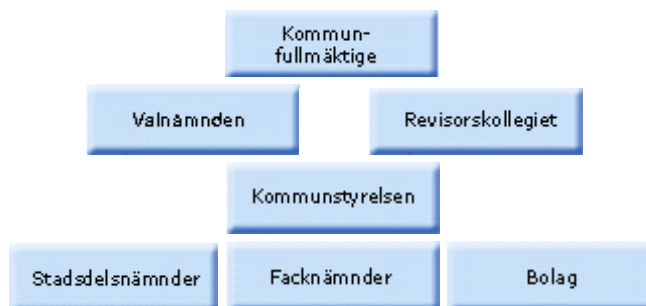 Kommun-
fullmäktige
Valnämnden
Revisorskollegiet
Kommunstyrelsen
Stadsdelsnämnder
Facknämnder
Bolag